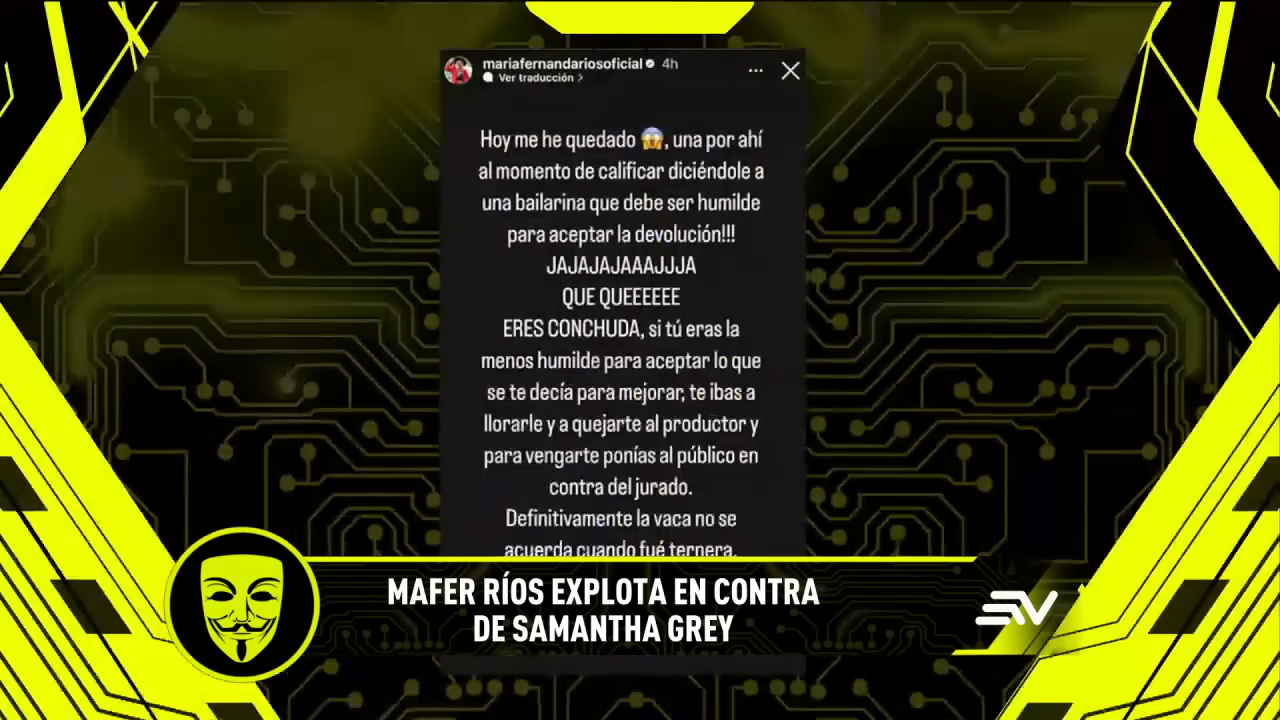 mariafernandariosoficial 4h
Ver traducción >
Hoy me he quedado 😱, una por ahí
al momento de calificar diciéndole a
una bailarina que debe ser humilde
para aceptar la devolución!!!
JAJAJAJAAAJJJA
QUE QUEEEEEE
ERES CONCHUDA, si tú eras la
menos humilde para aceptar lo que
se te decía para mejorar, te ibas a
llorarle y a quejarte al productor y
para vengarte ponías al público en
contra del jurado.
Definitivamente la vaca no se
acuerda cuando fué ternera.
MAFER RÍOS EXPLOTA EN CONTRA
DE SAMANTHA GREY